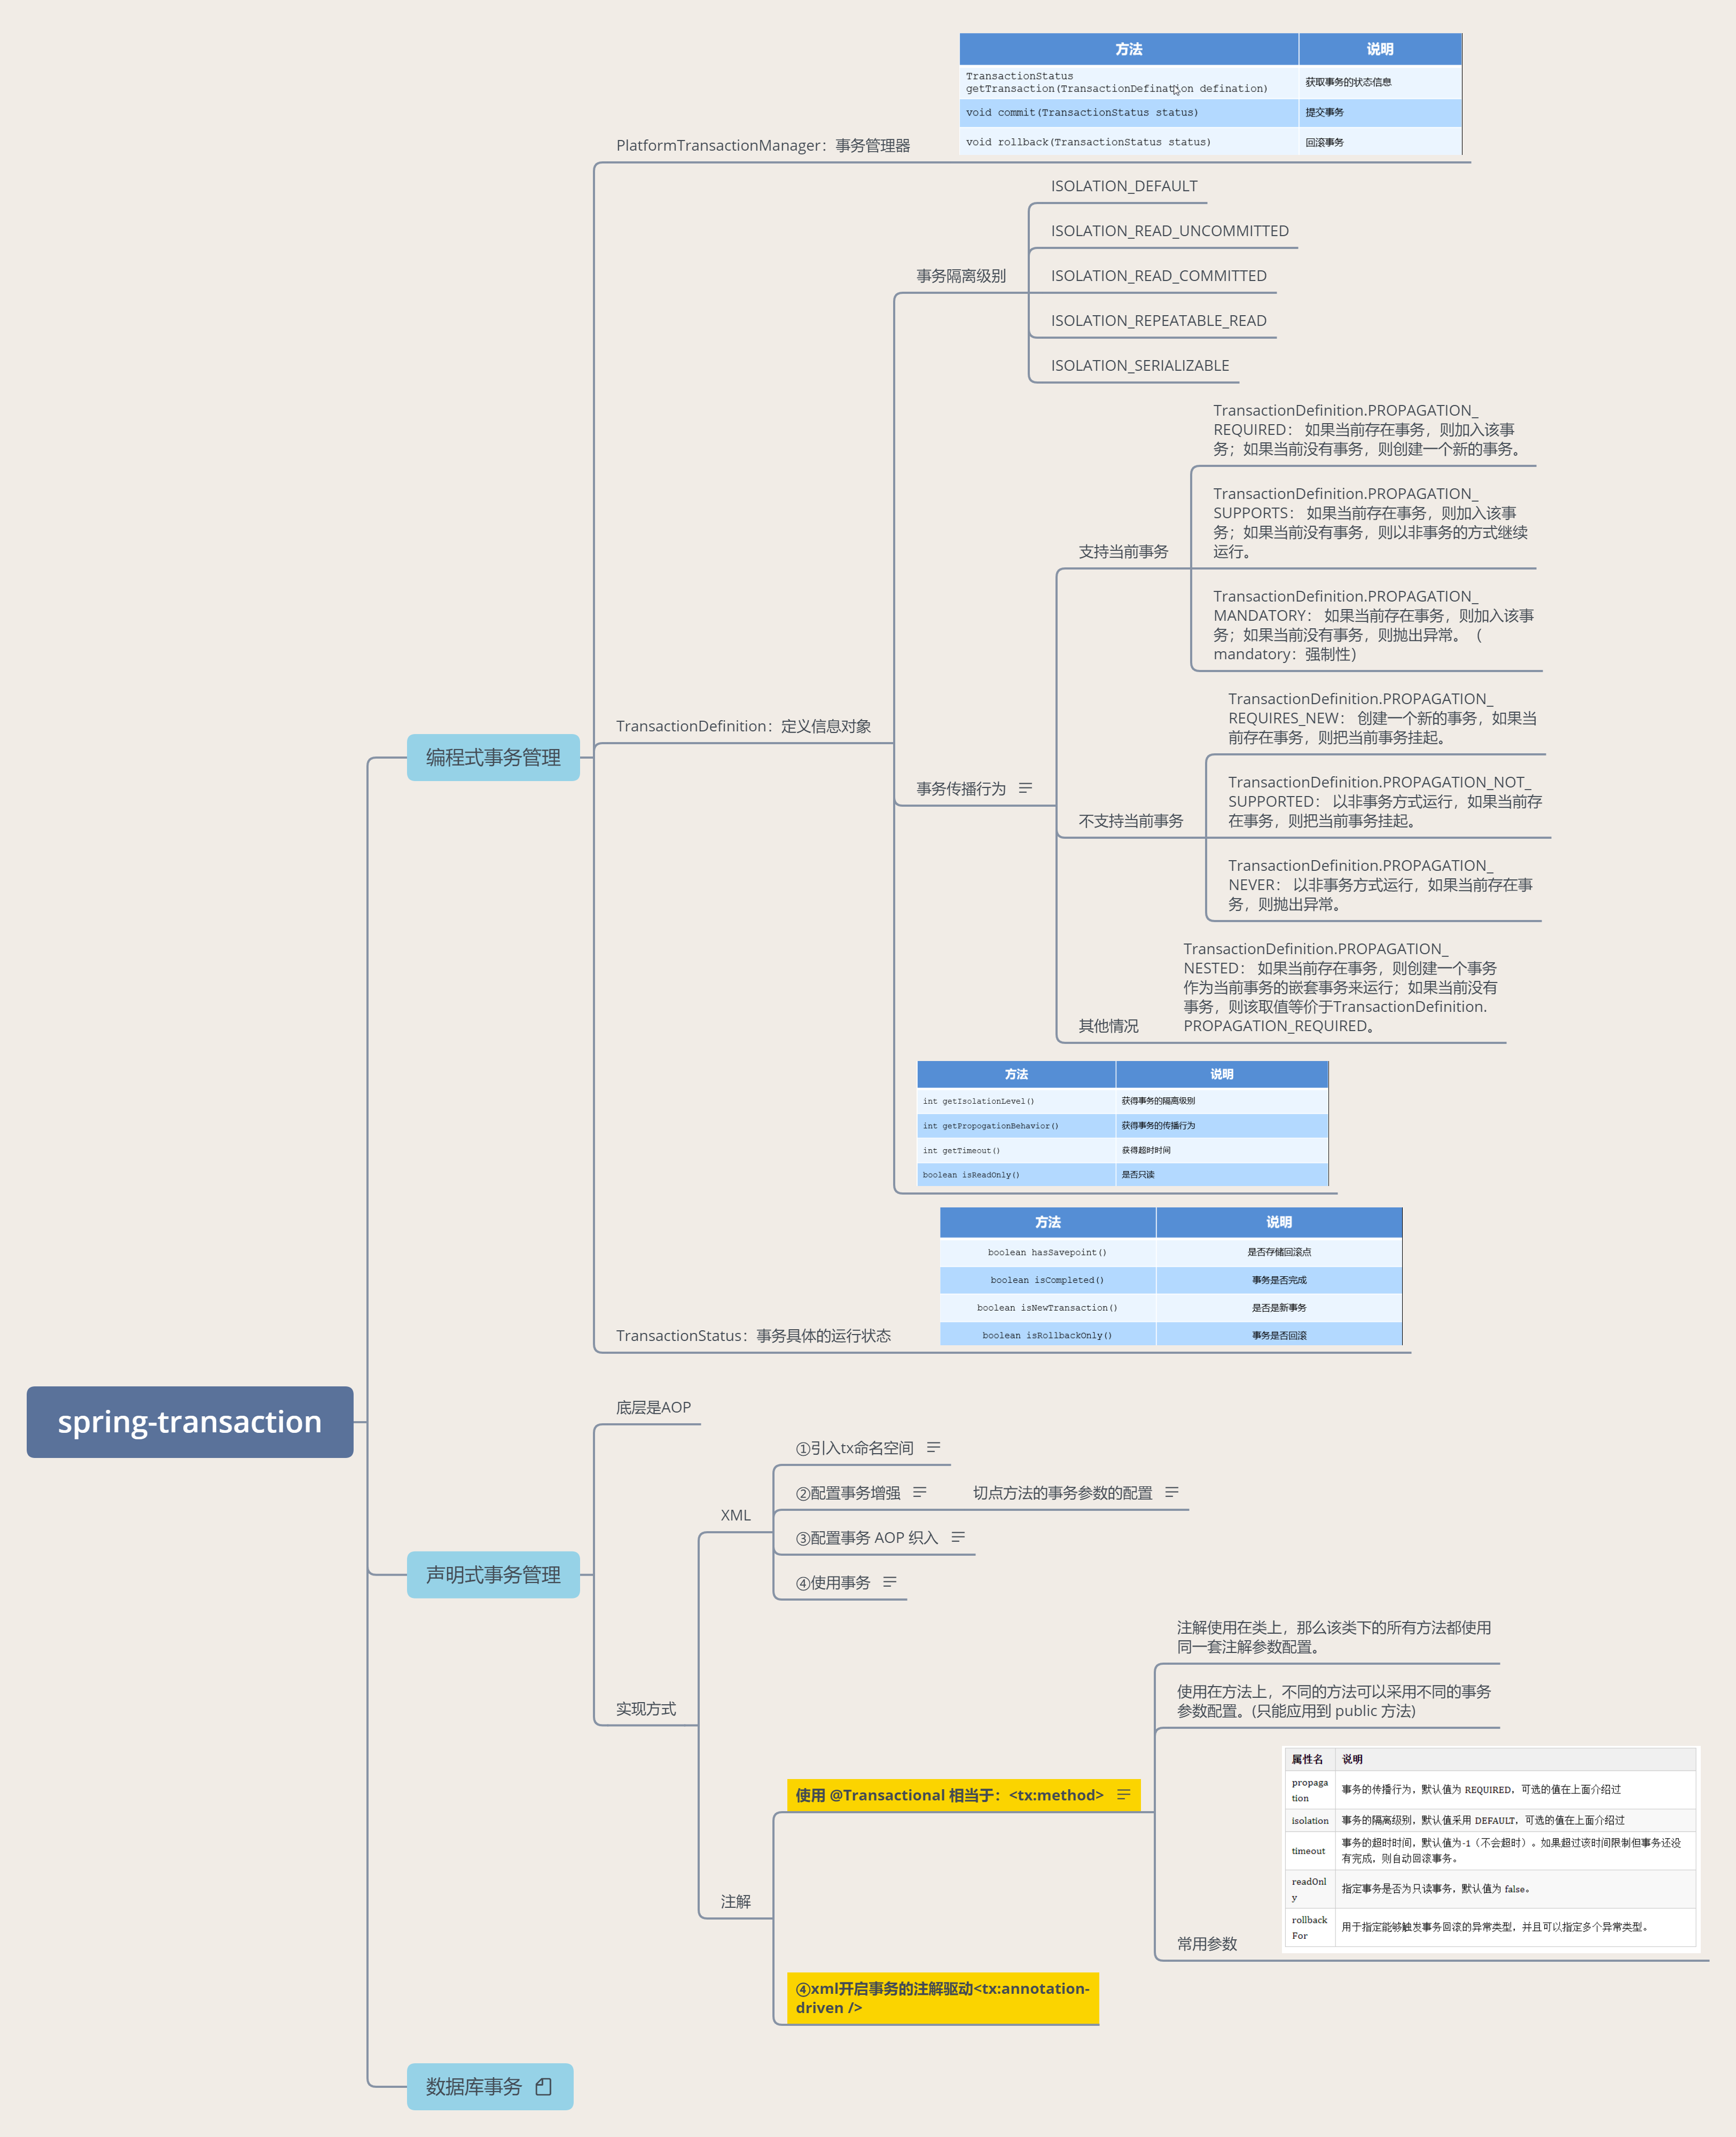 方法 说明
TransactionStatus
getTransaction(TransactionDefination defination) 获取事务的状态信息
void commit(TransactionStatus status) 提交事务
void rollback(TransactionStatus status) 回滚事务
PlatformTransactionManager：事务管理器
ISOLATION_DEFAULT
ISOLATION_READ_UNCOMMITTED
事务隔离级别
ISOLATION_READ_COMMITTED
ISOLATION_REPEATABLE_READ
ISOLATION_SERIALIZABLE
TransactionDefinition.PROPAGATION_
REQUIRED： 如果当前存在事务，则加入该事
务；如果当前没有事务，则创建一个新的事务。
TransactionDefinition.PROPAGATION_
SUPPORTS： 如果当前存在事务，则加入该事
务；如果当前没有事务，则以非事务的方式继续
运行。
支持当前事务
TransactionDefinition.PROPAGATION_
MANDATORY： 如果当前存在事务，则加入该事
务；如果当前没有事务，则抛出异常。（
mandatory：强制性）
TransactionDefinition：定义信息对象
TransactionDefinition.PROPAGATION_
REQUIRES_NEW： 创建一个新的事务，如果当
前存在事务，则把当前事务挂起。
编程式事务管理
事务传播行为
TransactionDefinition.PROPAGATION_NOT_
SUPPORTED： 以非事务方式运行，如果当前存
在事务，则把当前事务挂起。
不支持当前事务
TransactionDefinition.PROPAGATION_
NEVER： 以非事务方式运行，如果当前存在事
务，则抛出异常。
TransactionDefinition.PROPAGATION_
NESTED： 如果当前存在事务，则创建一个事务
作为当前事务的嵌套事务来运行；如果当前没有
事务，则该取值等价于TransactionDefinition.
PROPAGATION_REQUIRED。
其他情况
方法 说明
int getIsolationLevel() 获得事务的隔离级别
int getPropogationBehavior() 获得事务的传播行为
int getTimeout() 获得超时时间
boolean isReadOnly() 是否只读
方法 说明
boolean hasSavepoint() 是否存储回滚点
boolean isCompleted() 事务是否完成
boolean isNewTransaction() 是否是新事务
boolean isRollbackOnly() 事务是否回滚
TransactionStatus：事务具体的运行状态
spring-transaction
底层是AOP
①引入tx命名空间
②配置事务增强 切点方法的事务参数的配置
XML
③配置事务 AOP 织入
④使用事务
声明式事务管理
注解使用在类上，那么该类下的所有方法都使用
同一套注解参数配置。
使用在方法上，不同的方法可以采用不同的事务
参数配置。(只能应用到 public 方法)
实现方式
属性名 说明
propaga
tion 事务的传播行为，默认值为 REQUIRED，可选的值在上面介绍过
isolation 事务的隔离级别，默认值采用 DEFAULT，可选的值在上面介绍过
timeout 事务的超时时间，默认值为-1（不会超时）。如果超过该时间限制但事务还没
有完成，则自动回滚事务。
readOnl
y 指定事务是否为只读事务，默认值为 false。
rollback
For 用于指定能够触发事务回滚的异常类型，并且可以指定多个异常类型。
常用参数
使用 @Transactional 相当于：<tx:method>
注解
④xml开启事务的注解驱动<tx:annotation-
driven />
数据库事务